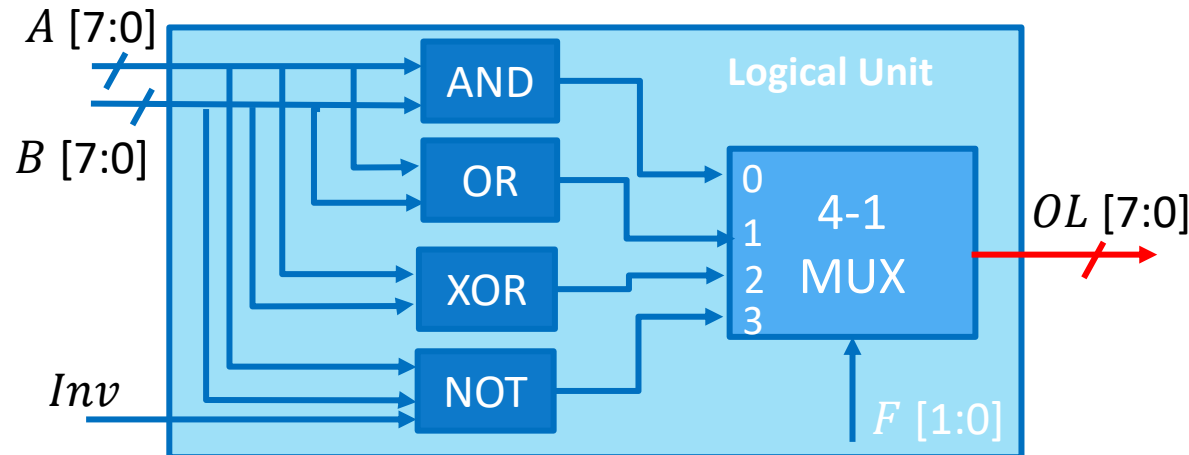 A [7:0]
B [7:0]
Inv
AND
OR
XOR
NOT
Logical Unit
0
1
2
3
4-1
MUX
F [1:0]
OL [7:0]